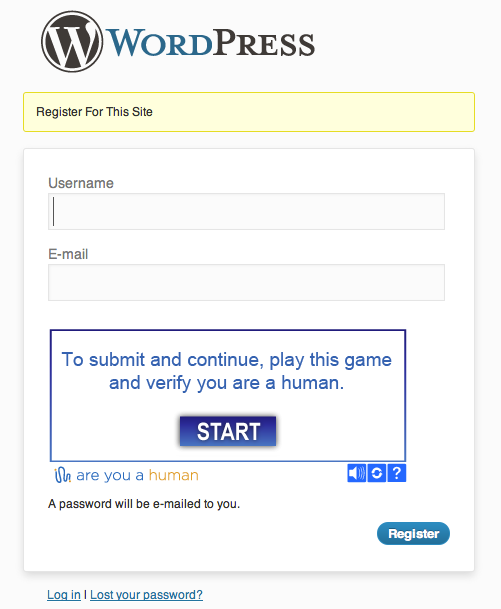 WORDPRESS
Register For This Site
Username
E-mail
To submit and continue, play this game
and verify you are a human.
START
are you a human
?
A password will be e-mailed to you.
Register
Log in | Lost your password?